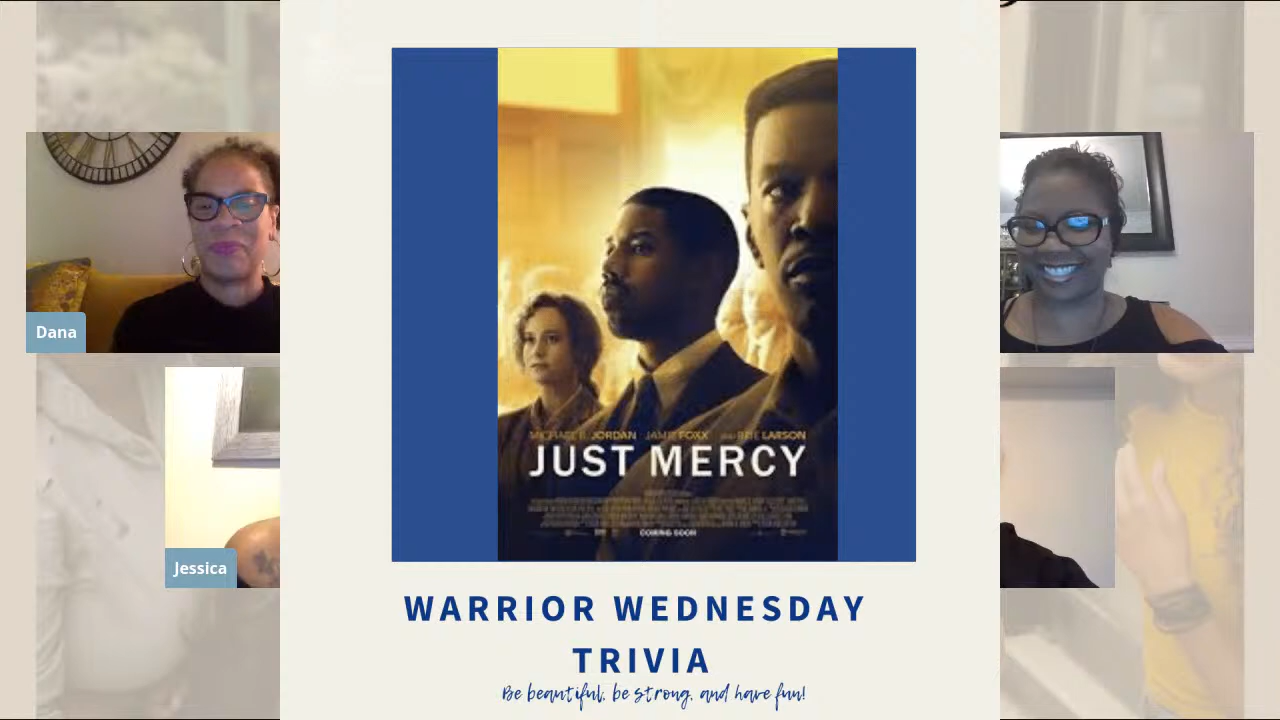 Dana
Jessica
MICHAEL B. JORDAN JAMIE FOXX AND BRIE LARSON
JUST MERCY
COMING SOON
WARRIOR WEDNESDAY
TRIVIA
Be beautiful, be strong, and have fun!